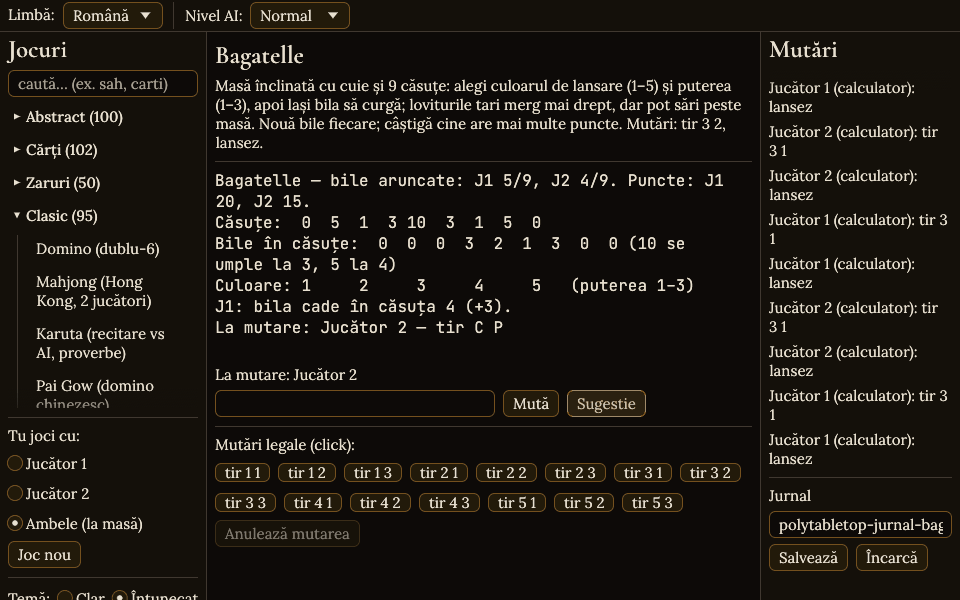 Limbă: Română ▼ Nivel AI: Normal ▼
Jocuri
caută... (ex. sah, carti)
▸ Abstract (100)
▸ Cărți (102)
▸ Zaruri (50)
▾ Clasic (95)
Domino (dublu-6)
Mahjong (Hong
Kong, 2 jucători)
Karuta (recitare vs
AI, proverbe)
Pai Gow (domino
chinezesc)
Tu joci cu:
Jucător 1
Jucător 2
Ambele (la masă)
Joc nou
Temă: Clar Întunecat
Bagatelle
Masă înclinată cu cuie și 9 căsuțe: alegi culoarul de lansare (1–5) și puterea
(1–3), apoi lași bila să curgă; loviturile tari merg mai drept, dar pot sări peste
masă. Nouă bile fiecare; câștigă cine are mai multe puncte. Mutări: tir 3 2,
lansez.
Bagatelle — bile aruncate: J1 5/9, J2 4/9. Puncte: J1
20, J2 15.
Căsuțe: 0 5 1 3 10 3 1 5 0
Bile în căsuțe: 0 0 0 3 2 1 3 0 0 (10 se
umple la 3, 5 la 4)
Culoare: 1 2 3 4 5 (puterea 1–3)
J1: bila cade în căsuța 4 (+3).
La mutare: Jucător 2 — tir C P
La mutare: Jucător 2
Mută Sugestie
Mutări legale (click):
tir 1 1 tir 1 2 tir 1 3 tir 2 1 tir 2 2 tir 2 3 tir 3 1 tir 3 2
tir 3 3 tir 4 1 tir 4 2 tir 4 3 tir 5 1 tir 5 2 tir 5 3
Anulează mutarea
Mutări
Jucător 1 (calculator):
lansez
Jucător 2 (calculator): tir
3 1
Jucător 2 (calculator):
lansez
Jucător 1 (calculator): tir 3
1
Jucător 1 (calculator):
lansez
Jucător 2 (calculator): tir
3 1
Jucător 2 (calculator):
lansez
Jucător 1 (calculator): tir 3
1
Jucător 1 (calculator):
lansez
Jurnal
polytabletop-jurnal-bag
Salvează Încarcă